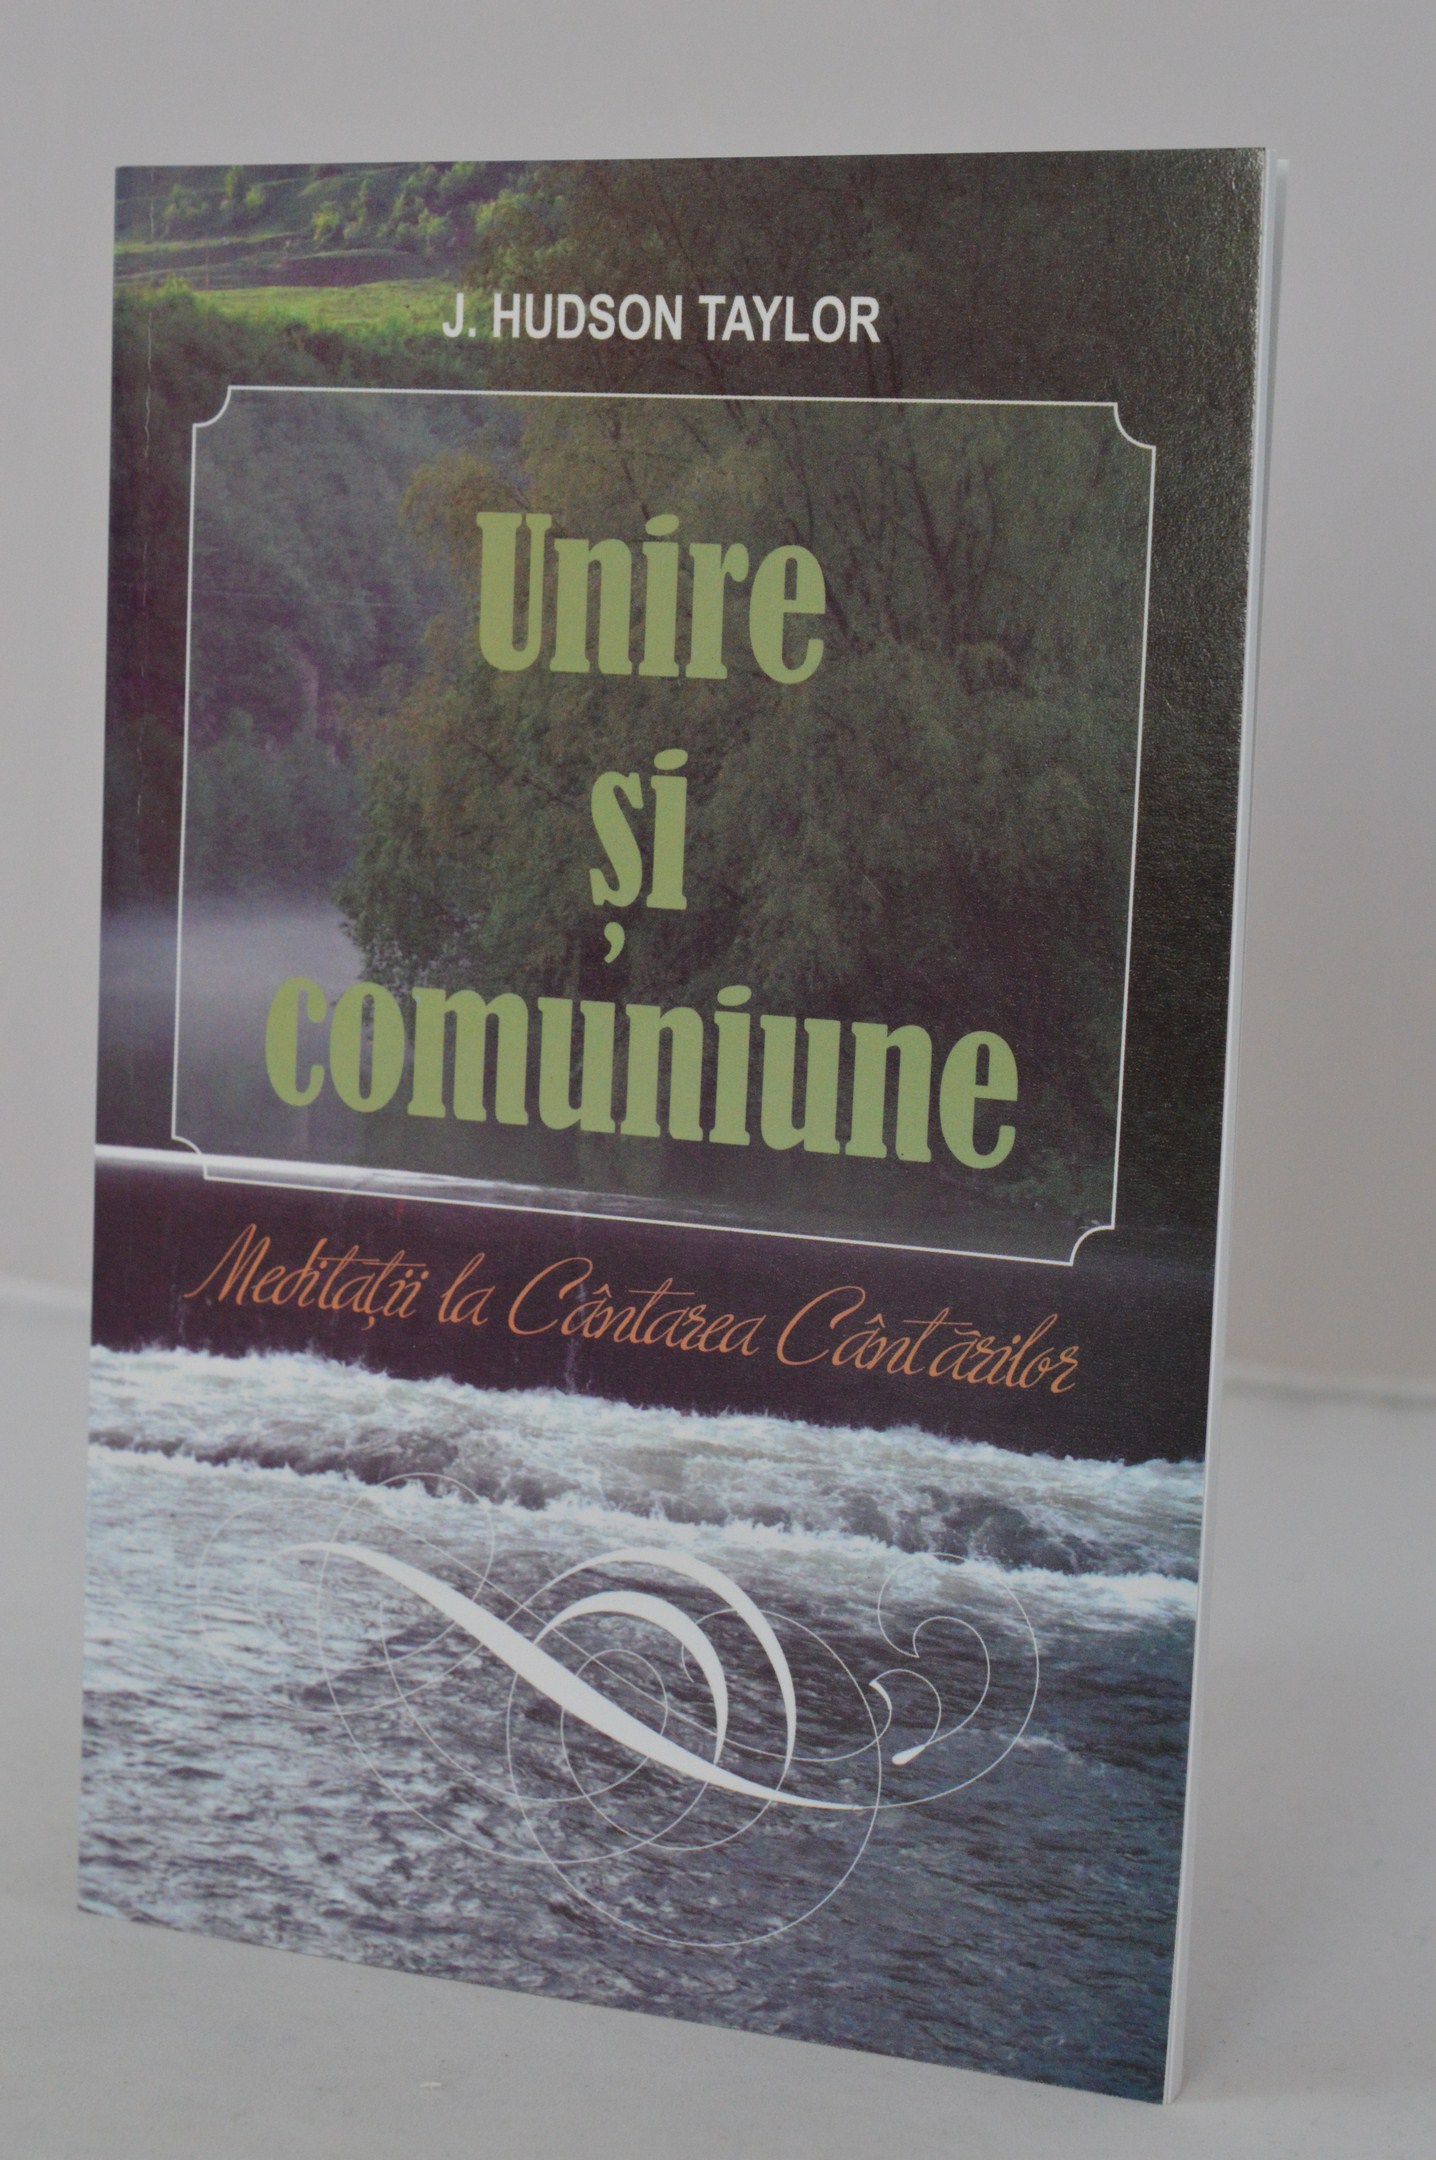 J. HUDSON TAYLOR
Unire
și
comuniune
Meditații la Cântarea Cântărilor